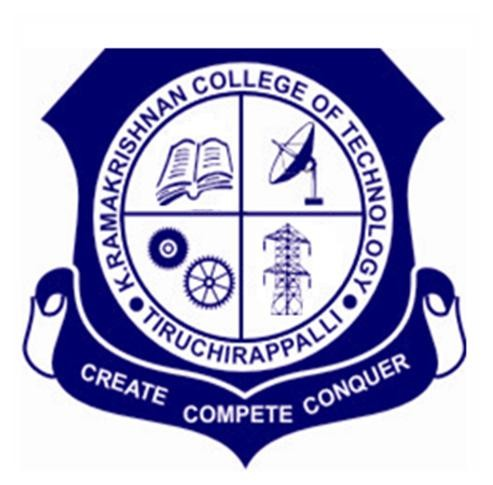 K.RAMAKRISHNAN COLLEGE OF TECHNOLOGY
• TIRUCHIRAPPALLI •
CREATE COMPETE CONQUER